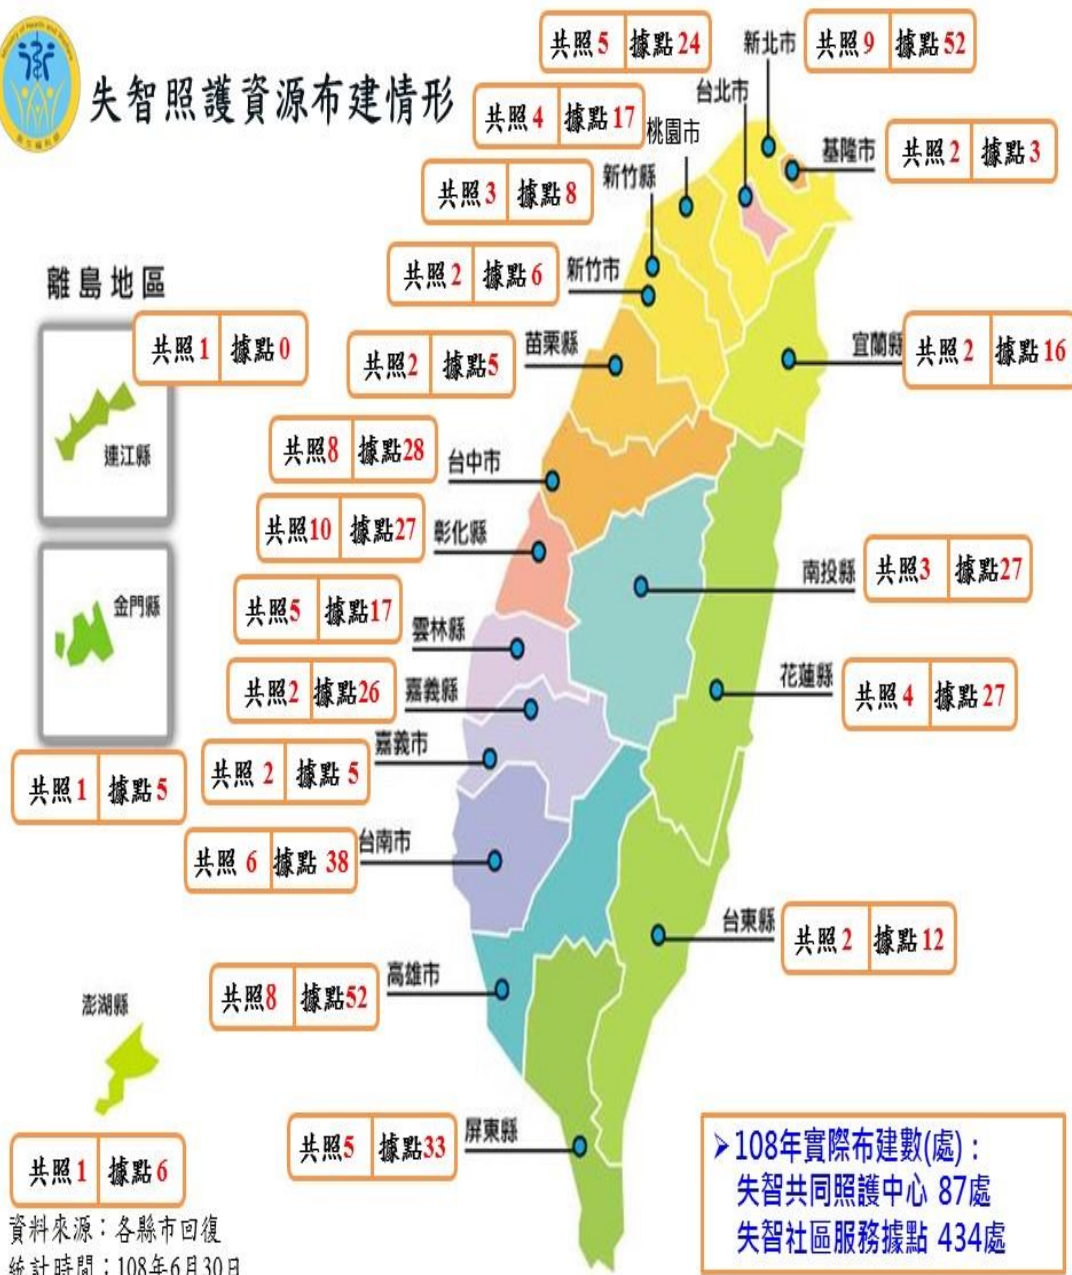 失智照護資源布建情形
共照5 據點24
新北市
共照9 據點52
台北市
共照4 據點17
桃園市
基隆市
共照2 據點3
共照3 據點8
新竹縣
共照2 據點6
新竹市
離島地區
共照1 據點0
連江縣
共照2 據點5
苗栗縣
宜蘭縣
共照2 據點16
共照8 據點28
台中市
共照10 據點27
彰化縣
南投縣
共照3 據點27
金門縣
共照5 據點17
雲林縣
共照2 據點26
嘉義縣
花蓮縣
共照4 據點27
共照1 據點5
共照2 據點5
嘉義市
共照6 據點38
台南市
台東縣
共照2 據點12
共照8 據點52
高雄市
澎湖縣
共照1 據點6
共照5 據點33
屏東縣
➢108年實際布建數(處)：
失智共同照護中心 87處
失智社區服務據點 434處
資料來源：各縣市回復
統計時間：108年6月30日